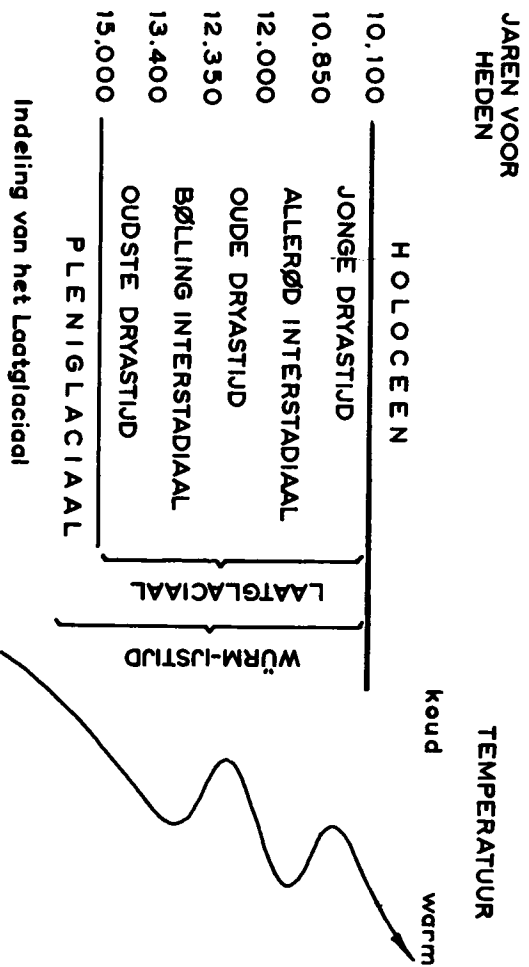 JAREN VOOR
HEDEN
TEMPERATUUR
koud warm
HOLOCEEN
10,100
JONGE DRYASTIJD
10,850
ALLERØD INTERSTADIAAL
12,000
OUDE DRYASTIJD
12,350
BØLLING INTERSTADIAAL
13.400
OUDSTE DRYASTIJD
15,000
PLENIGLACIAAL
LAATGLACIAAL
WÜRM-IJSTIJD
Indeling van het Laatglaciaal